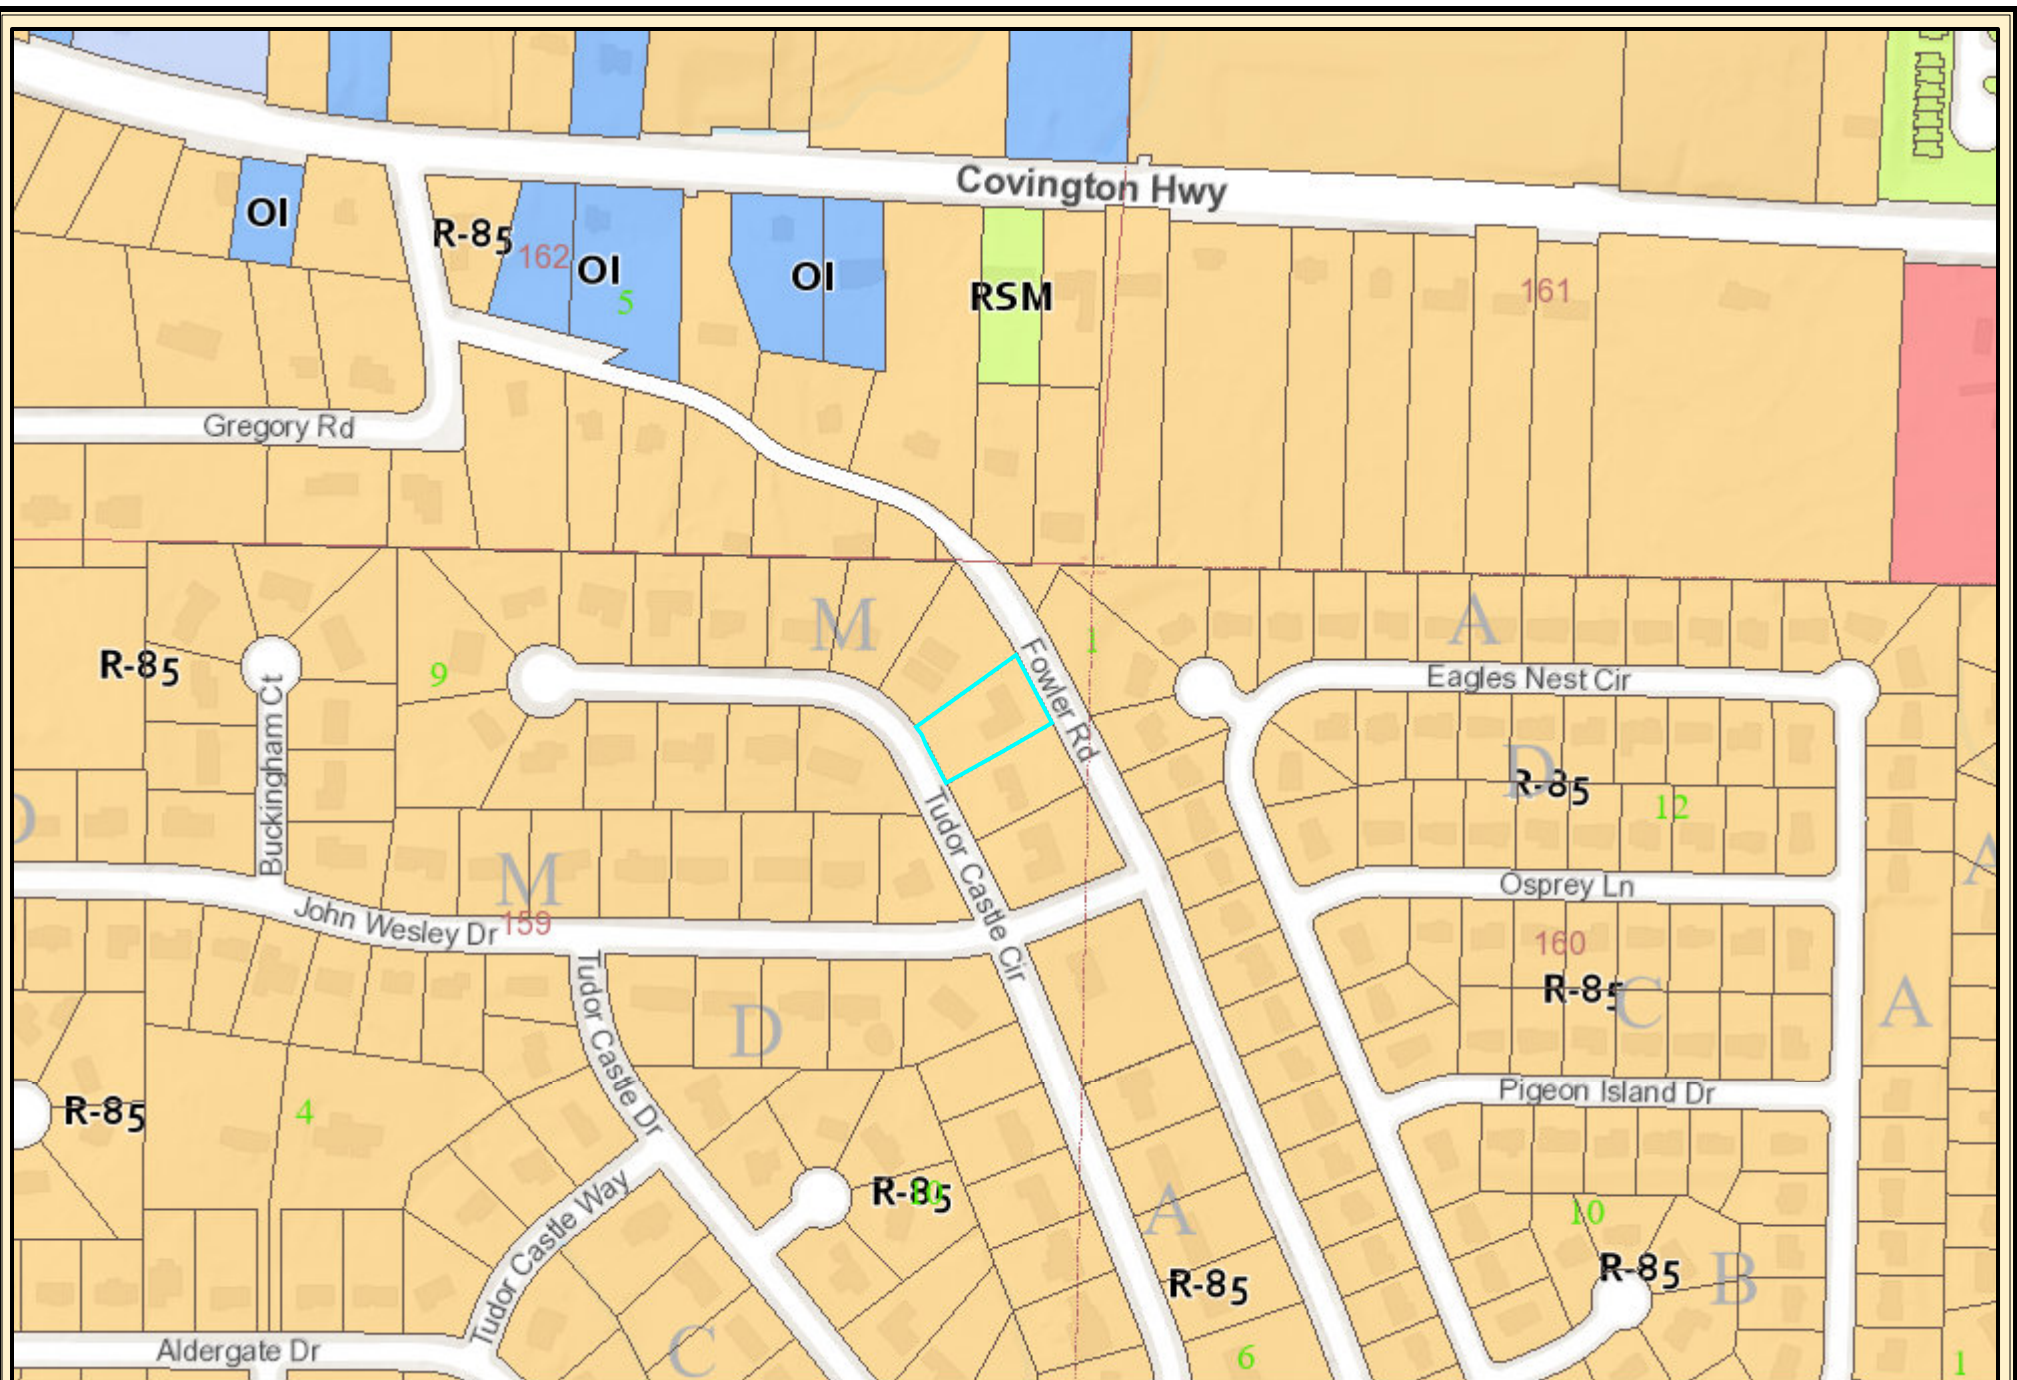 Covington Hwy
OI
R-85
162
OI
5
OI
RSM
161
Gregory Rd
M
A
1
Fowler Rd
R-85
9
Eagles Nest Cir
Buckingham Ct
D
R-85
12
Tudor Castle Cir
M
Osprey Ln
John Wesley Dr
159
160
R-85
C
A
Tudor Castle Dr
D
Pigeon Island Dr
R-85
4
R-85
10
A
10
Tudor Castle Way
R-85
B
R-85
Aldergate Dr
C
6
1